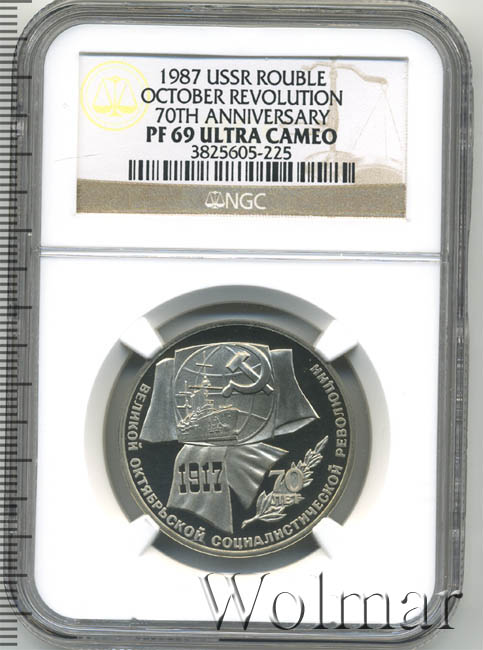 1987 USSR ROUBLE
OCTOBER REVOLUTION
70TH ANNIVERSARY
PF 69 ULTRA CAMEO
3825605-225
NGC
1917
70
ЛЕТ
ВЕЛИКОЙ ОКТЯБРЬСКОЙ СОЦИАЛИСТИЧЕСКОЙ РЕВОЛЮЦИИ
Wolmar